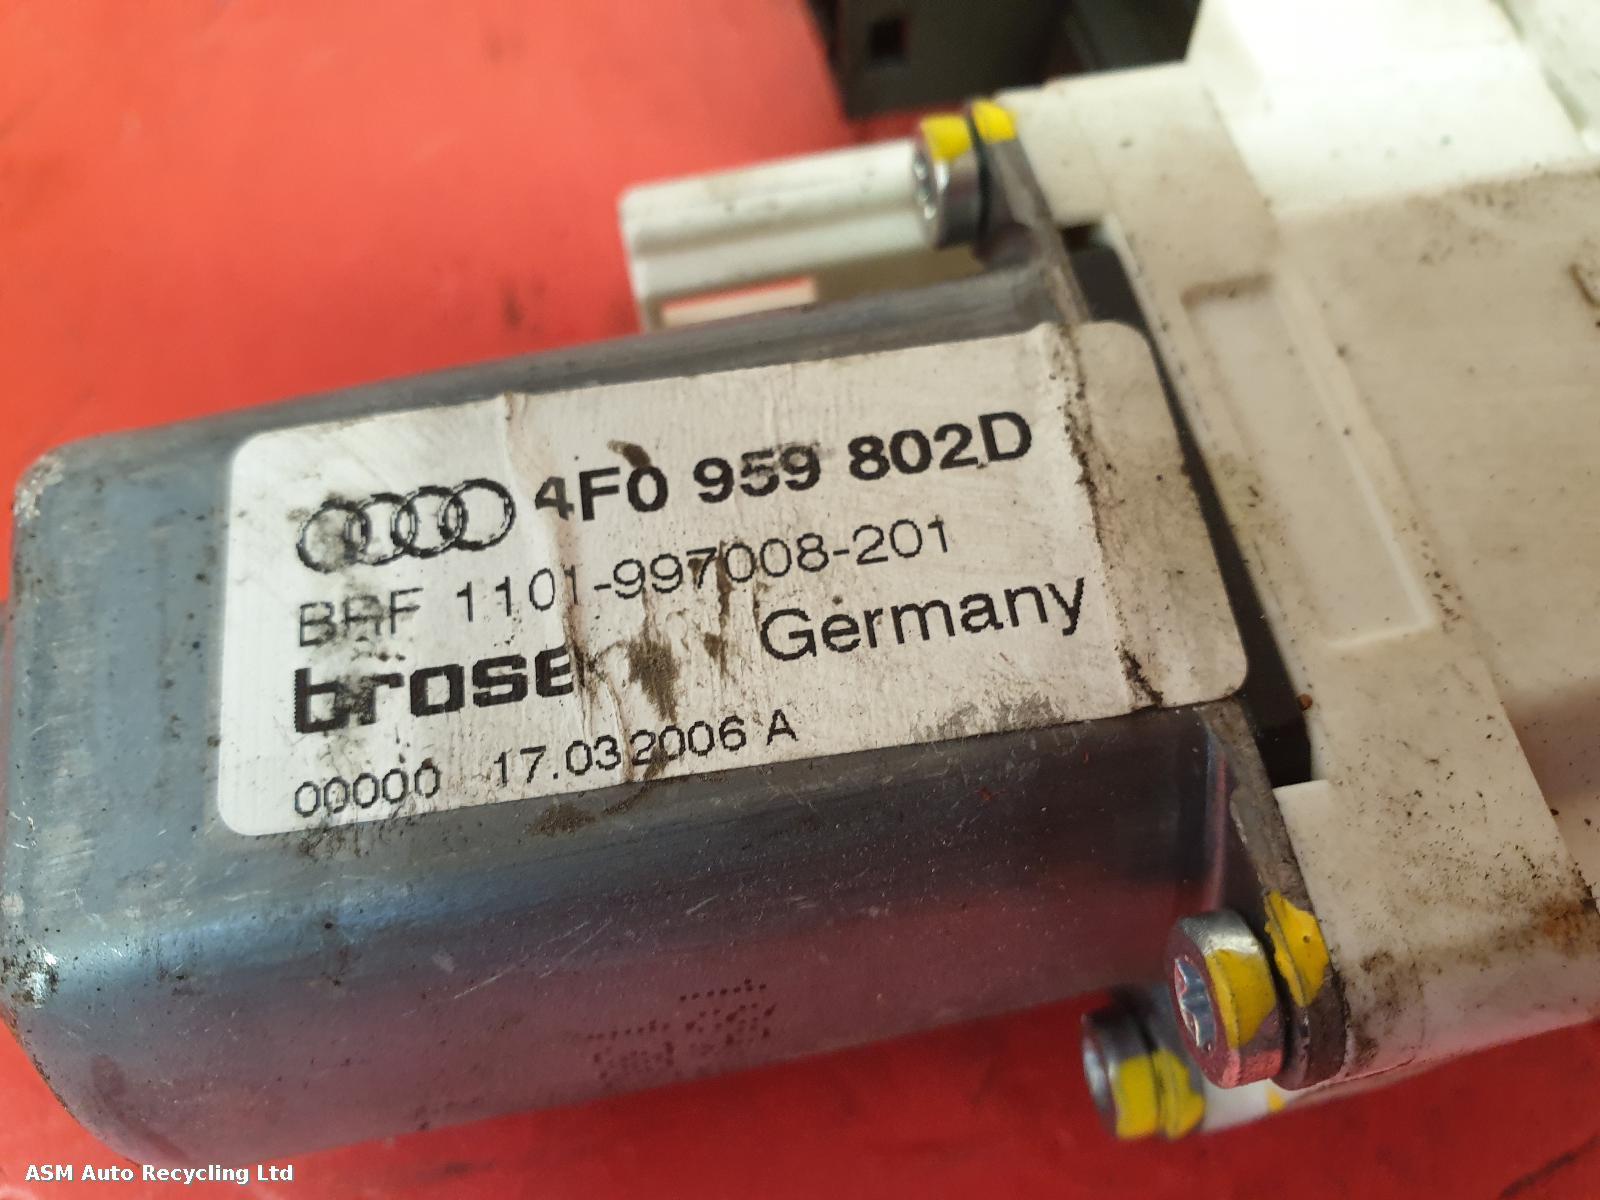 4F0 959 802D
BRF 1101-997008-201
brose Germany
00000 17.03.2006 A
ASM Auto Recycling Ltd